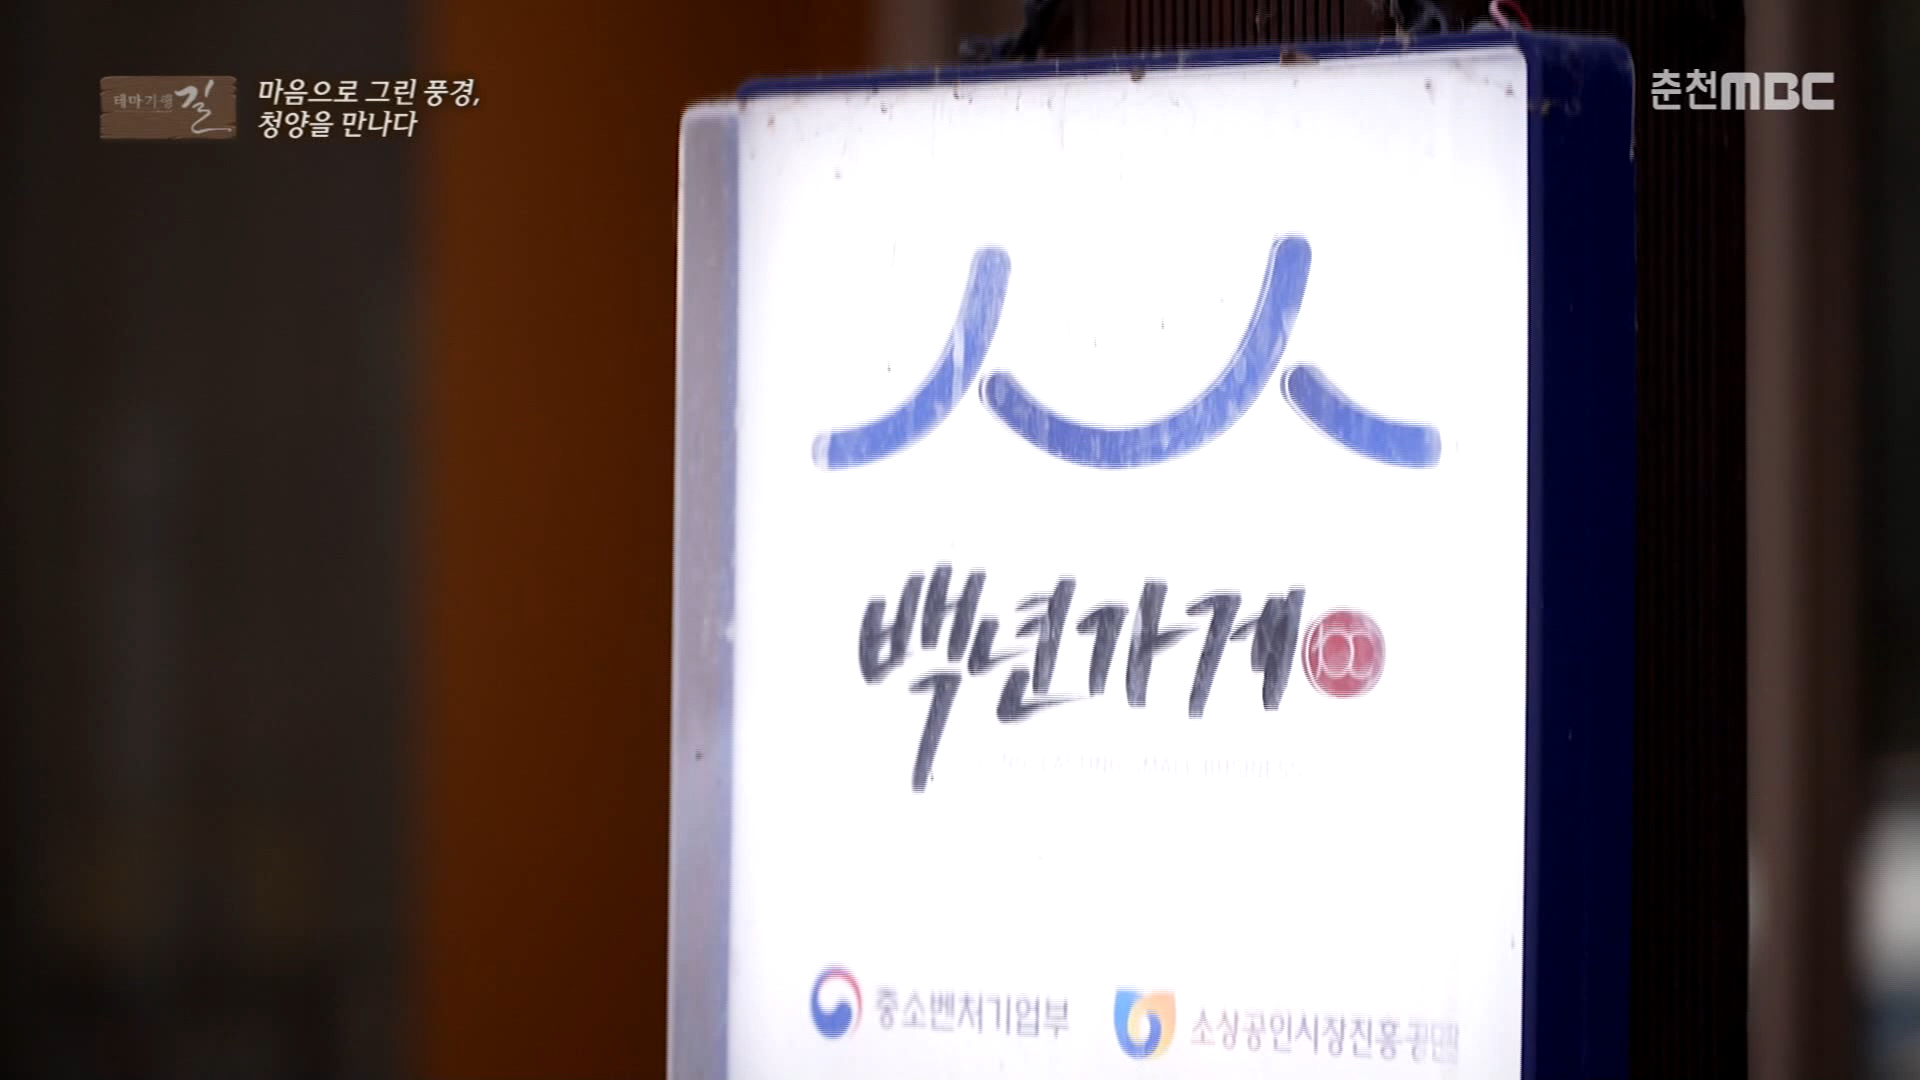 테마기행 길
마음으로 그린 풍경,
청양을 만나다
춘천MBC
백년가게
중소벤처기업부
소상공인시장진흥공단